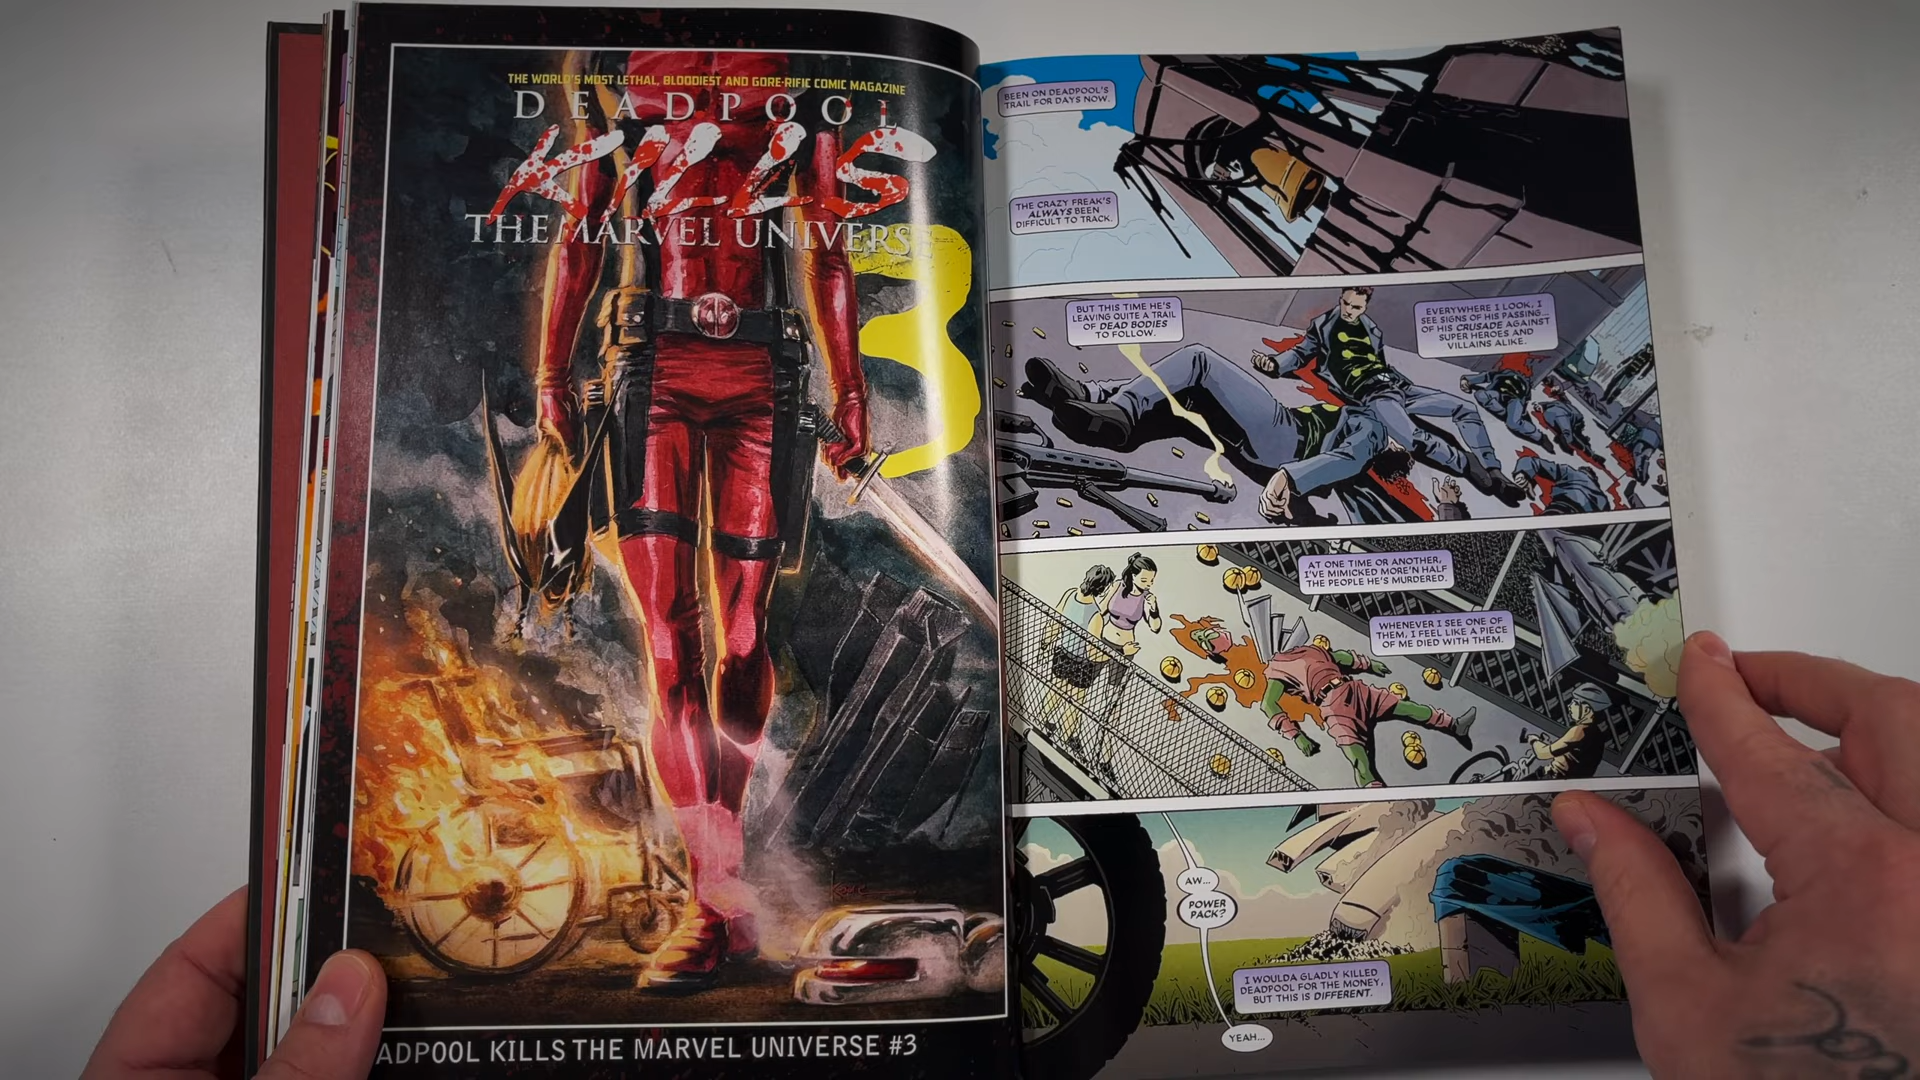 THE WORLD'S MOST LETHAL, BLOODIEST AND GORE-RIFIC COMIC MAGAZINE
DEADPOOL
KILLS
THE MARVEL UNIVERSE
3
ADPOOL KILLS THE MARVEL UNIVERSE #3
BEEN ON DEADPOOL'S
TRAIL FOR DAYS NOW.
THE CRAZY FREAK'S
ALWAYS BEEN
DIFFICULT TO TRACK.
BUT THIS TIME HE'S
LEAVING QUITE A TRAIL
OF DEAD BODIES
TO FOLLOW.
EVERYWHERE I LOOK, I
SEE SIGNS OF HIS PASSING...
OF HIS CRUSADE AGAINST
SUPER HEROES AND
VILLAINS ALIKE.
AT ONE TIME OR ANOTHER,
I'VE MIMICKED MORE'N HALF
THE PEOPLE HE'S MURDERED.
WHENEVER I SEE ONE OF
THEM, I FEEL LIKE A PIECE
OF ME DIED WITH THEM.
AW...
POWER
PACK?
I WOULDA GLADLY KILLED
DEADPOOL FOR THE MONEY,
BUT THIS IS DIFFERENT.
YEAH...